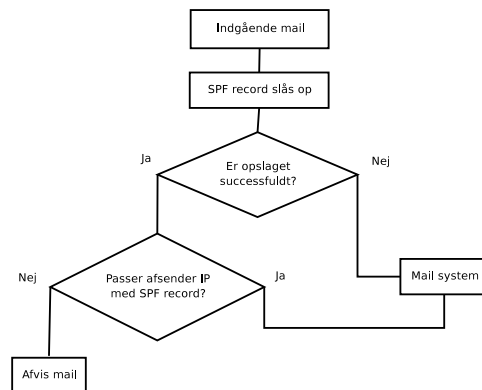 Indgående mail
SPF record slås op
Ja
Er opslaget
successfuldt?
Nej
Nej
Passer afsender IP
med SPF record?
Ja
Mail system
Afvis mail